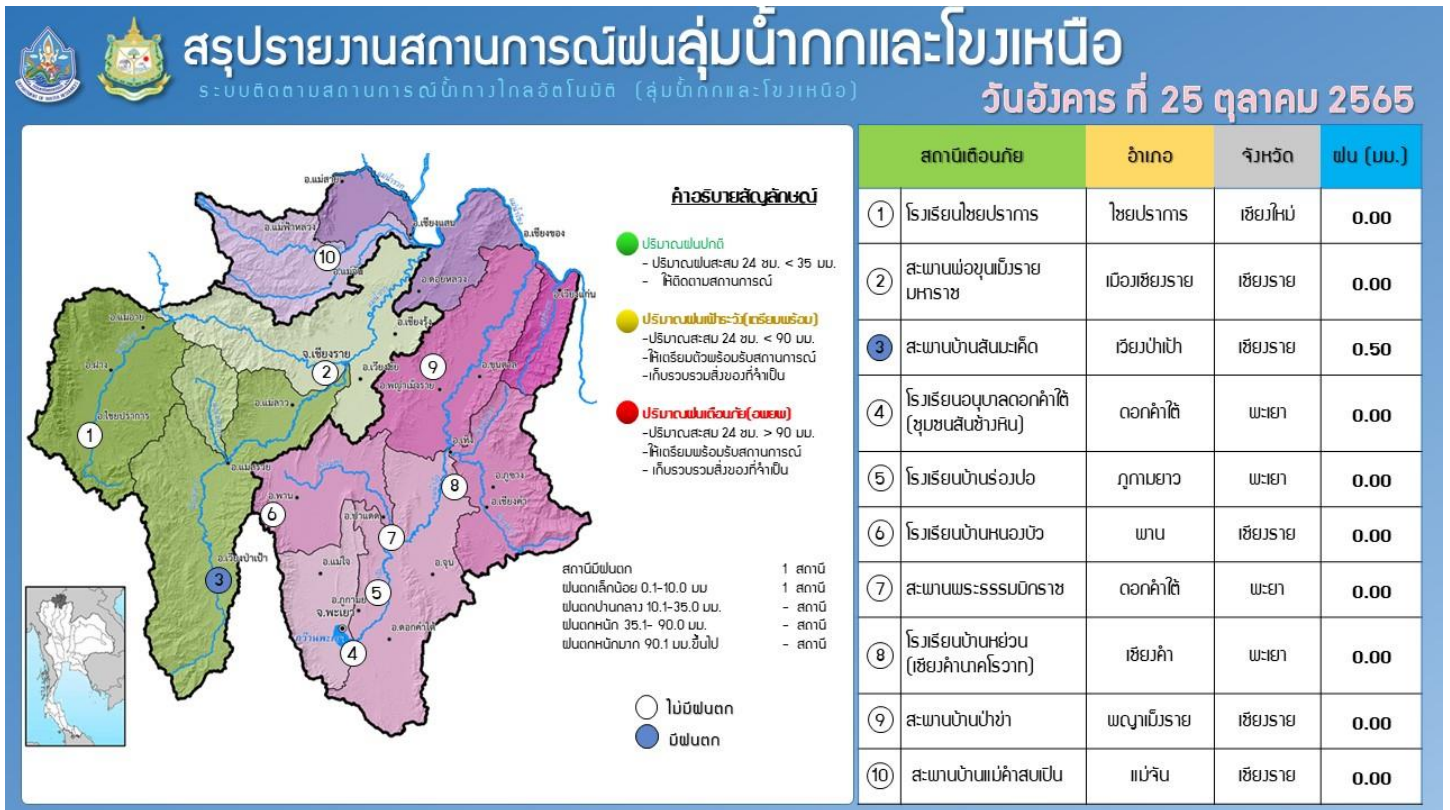 สรุปรายงานสถานการณ์ฝนลุ่มน้ำกกและโขงเหนือ
ระบบติดตามสถานการณ์น้ำทางไกลอัตโนมัติ (ลุ่มน้ำกกและโขงเหนือ)
วันอังคาร ที่ 25 ตุลาคม 2565
อ.แม่สาย
อ.แม่ฟ้าหลวง
อ.เชียงแสน
อ.เชียงของ
10
อ.แม่จัน
อ.ดอยหลวง
อ.เวียงแก่น
อ.แม่อาย
อ.เชียงรุ้ง
จ.เชียงราย
อ.ฝาง
2
อ.เวียงชัย
9
อ.ขุนตาล
อ.พญาเม็งราย
อ.ไชยปราการ
อ.แม่ลาว
1
อ.เทิง
อ.แม่สรวย
8
อ.ภูซาง
อ.เชียงคำ
อ.พาน
6
อ.ป่าแดด
7
อ.เวียงป่าเป้า
3
อ.แม่ใจ
อ.จุน
5
จ.พะเยา
กว๊านพะเยา
อ.ดอกคำใต้
4
คำอธิบายสัญลักษณ์
ปริมาณฝนปกติ
- ปริมาณฝนสะสม 24 ชม. < 35 มม.
- ให้ติดตามสถานการณ์
ปริมาณฝนเฝ้าระวัง(เตรียมพร้อม)
-ปริมาณสะสม 24 ชม. < 90 มม.
-ให้เตรียมตัวพร้อมรับสถานการณ์
-เก็บรวบรวมสิ่งของที่จำเป็น
ปริมาณฝนเตือนภัย(อพยพ)
-ปริมาณสะสม 24 ชม. > 90 มม.
-ให้เตรียมพร้อมรับสถานการณ์
- เก็บรวบรวมสิ่งของที่จำเป็น
สถานีมีฝนตก 1 สถานี
ฝนตกเล็กน้อย 0.1-10.0 มม 1 สถานี
ฝนตกปานกลาง 10.1-35.0 มม. - สถานี
ฝนตกหนัก 35.1- 90.0 มม. - สถานี
ฝนตกหนักมาก 90.1 มม.ขึ้นไป - สถานี
ไม่มีฝนตก
มีฝนตก
สถานีเตือนภัย อำเภอ จังหวัด ฝน (มม.)
1 โรงเรียนไชยปราการ ไชยปราการ เชียงใหม่ 0.00
2 สะพานพ่อขุนเม็งราย
มหาราช เมืองเชียงราย เชียงราย 0.00
3 สะพานบ้านสันมะเค็ด เวียงป่าเป้า เชียงราย 0.50
4 โรงเรียนอนุบาลดอกคำใต้
(ชุมชนสันช้างหิน) ดอกคำใต้ พะเยา 0.00
5 โรงเรียนบ้านร่องปอ ภูกามยาว พะเยา 0.00
6 โรงเรียนบ้านหนองบัว พาน เชียงราย 0.00
7 สะพานพระธรรมมิกราช ดอกคำใต้ พะเยา 0.00
8 โรงเรียนบ้านหย่วน
(เชียงคำนาคโรวาท) เชียงคำ พะเยา 0.00
9 สะพานบ้านป่าข่า พญาเม็งราย เชียงราย 0.00
10 สะพานบ้านแม่คำสบเปิน แม่จัน เชียงราย 0.00